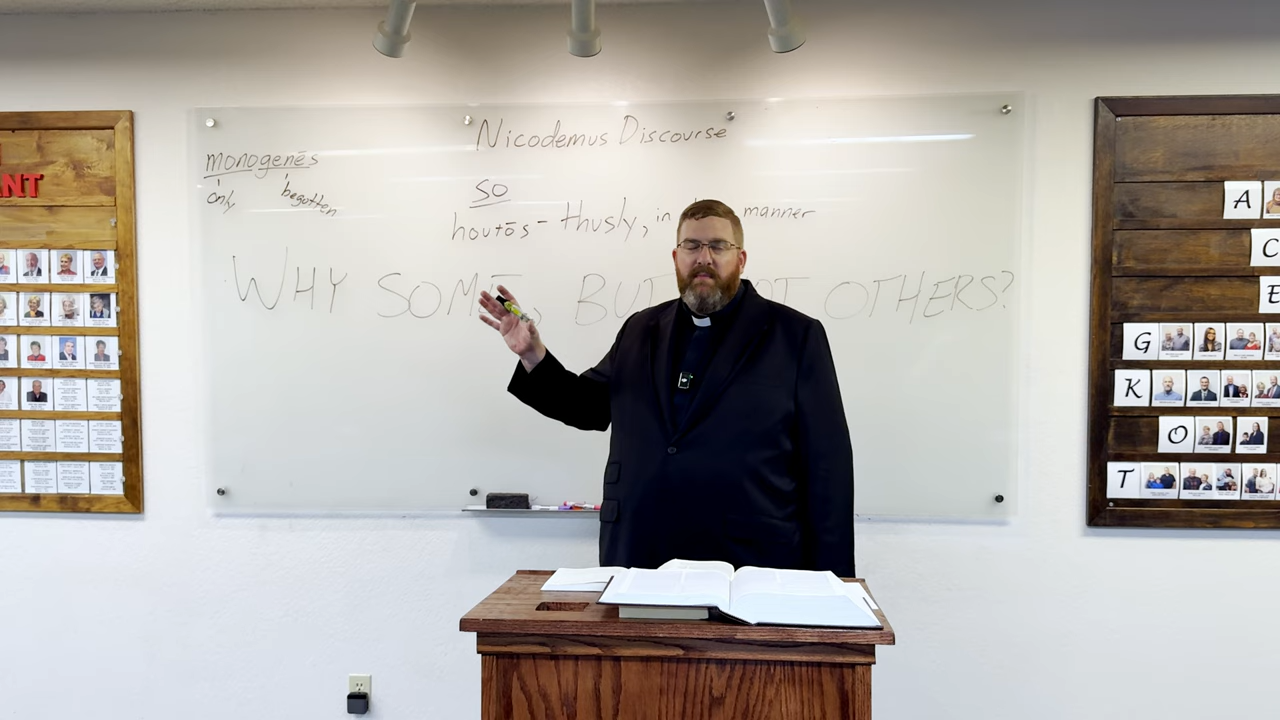 Nicodemus Discourse
monogenēs
only
begotten
so
houtōs - thusly, in manner
WHY SOME, BUT OTHERS?
ANT
A
C
E
G
K
O
T